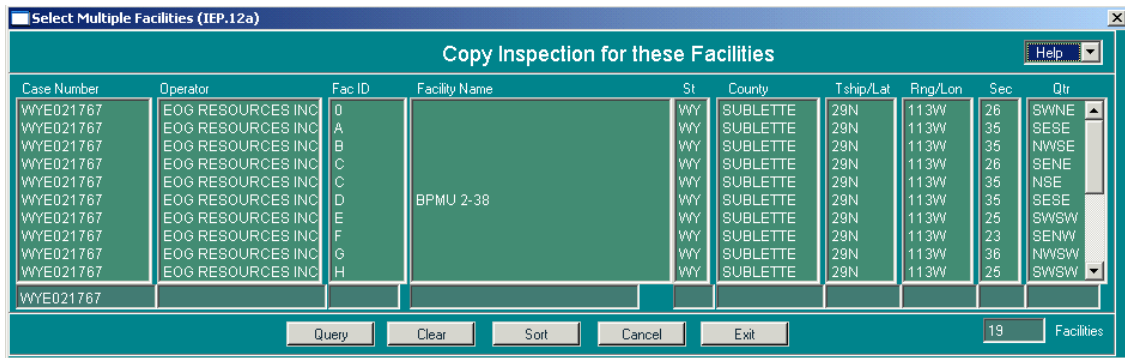 Select Multiple Facilities (IEP.12a)
Copy Inspection for these Facilities
Help
Case Number Operator Fac ID Facility Name St County Tship/Lat Rng/Lon Sec Qtr
WYE021767 EOG RESOURCES INC 0 WY SUBLETTE 29N 113W 26 SWNE
WYE021767 EOG RESOURCES INC A WY SUBLETTE 29N 113W 35 SESE
WYE021767 EOG RESOURCES INC B WY SUBLETTE 29N 113W 35 NWSE
WYE021767 EOG RESOURCES INC C WY SUBLETTE 29N 113W 26 SENE
WYE021767 EOG RESOURCES INC C WY SUBLETTE 29N 113W 35 NSE
WYE021767 EOG RESOURCES INC D BPMU 2-38 WY SUBLETTE 29N 113W 35 SESE
WYE021767 EOG RESOURCES INC E WY SUBLETTE 29N 113W 25 SWSW
WYE021767 EOG RESOURCES INC F WY SUBLETTE 29N 113W 23 SENW
WYE021767 EOG RESOURCES INC G WY SUBLETTE 29N 113W 36 NWSW
WYE021767 EOG RESOURCES INC H WY SUBLETTE 29N 113W 25 SWSW
WYE021767
Query Clear Sort Cancel Exit 19 Facilities